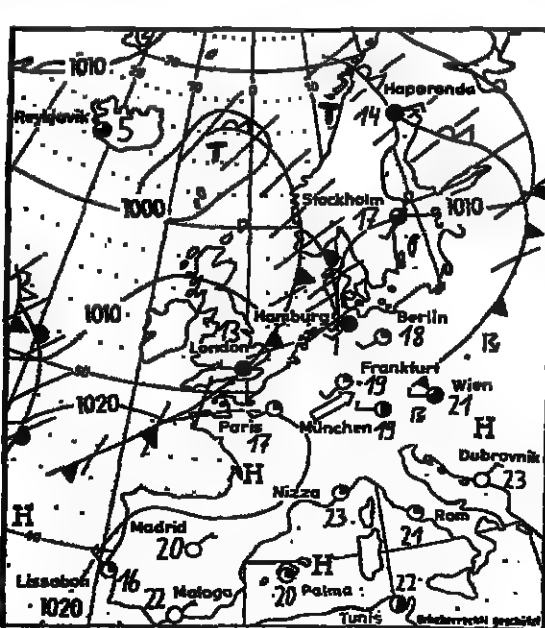 1010
Haparanda
14
Reykjavik
5
T
T
Stockholm
17
1000
1010
1010
Hamburg
Berlin
18
13
London
Frankfurt
19
Wien
21
1020
Paris
17
München 19
H
H
Dubrovnik
23
Nizza
23
Rom
21
H
Madrid
20
Lissabon
16
H
20 Palma
22
Malaga
22
Tunis
1020